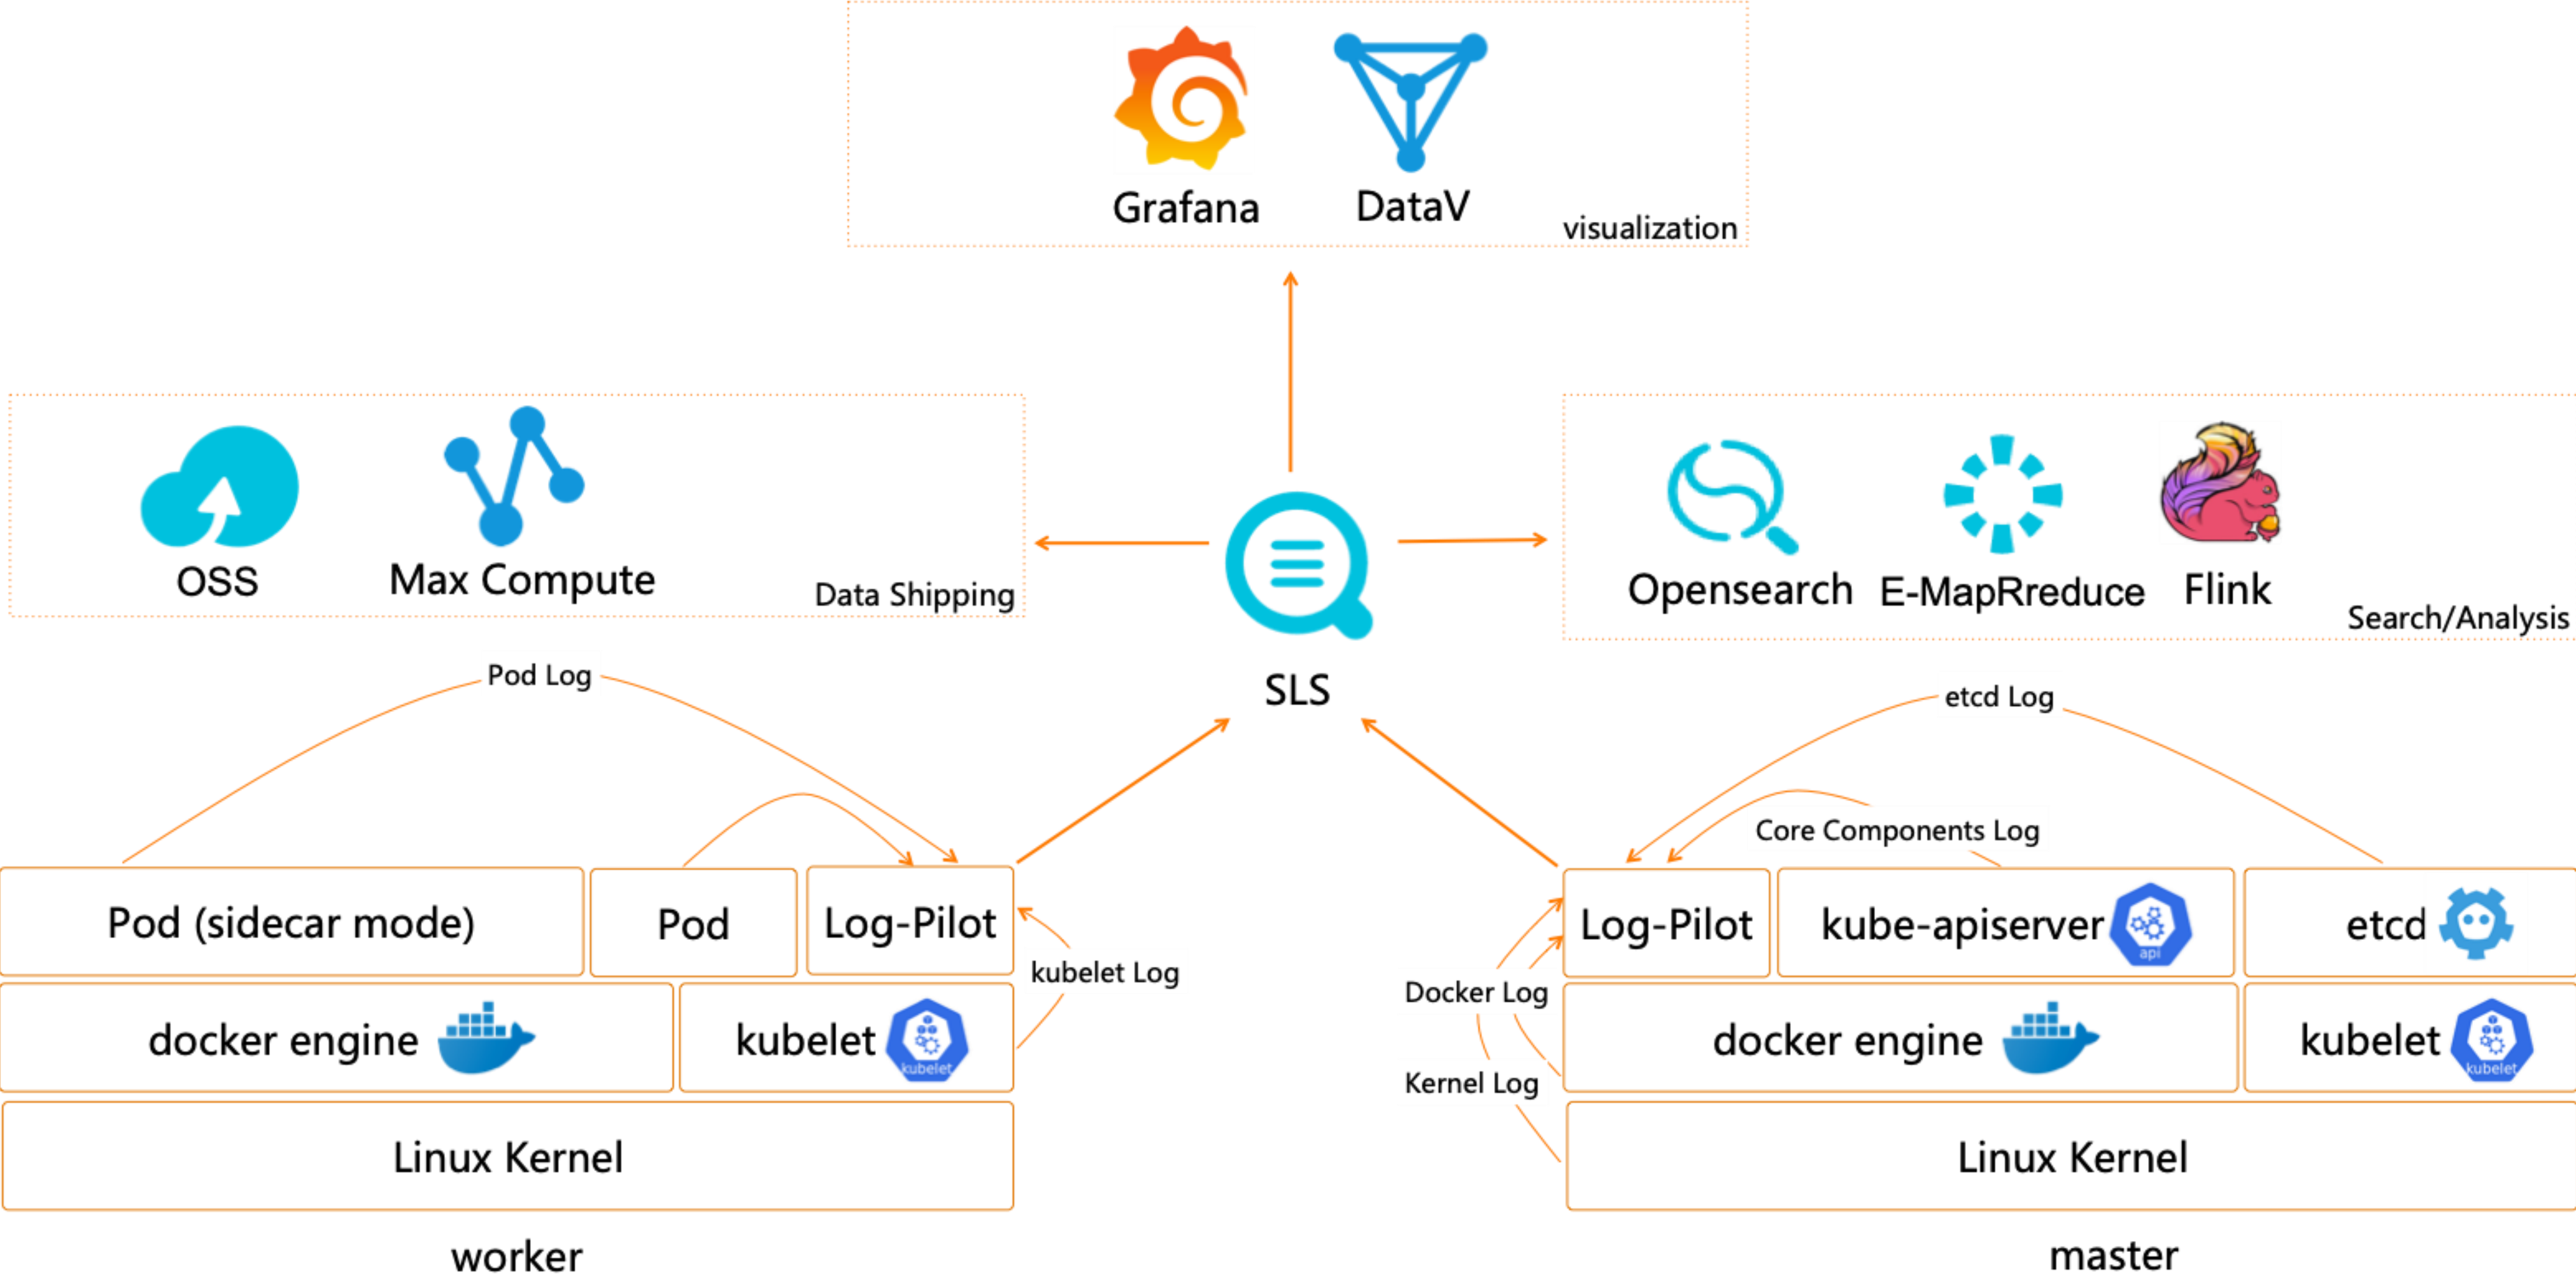 Grafana
DataV
visualization
OSS
Max Compute
Data Shipping
SLS
Opensearch
E-MapRreduce
Flink
Search/Analysis
Pod Log
etcd Log
Core Components Log
Pod (sidecar mode)
Pod
Log-Pilot
kubelet Log
docker engine
kubelet
kubelet
Linux Kernel
worker
Log-Pilot
kube-apiserver
api
etcd
Docker Log
Kernel Log
docker engine
kubelet
kubelet
Linux Kernel
master